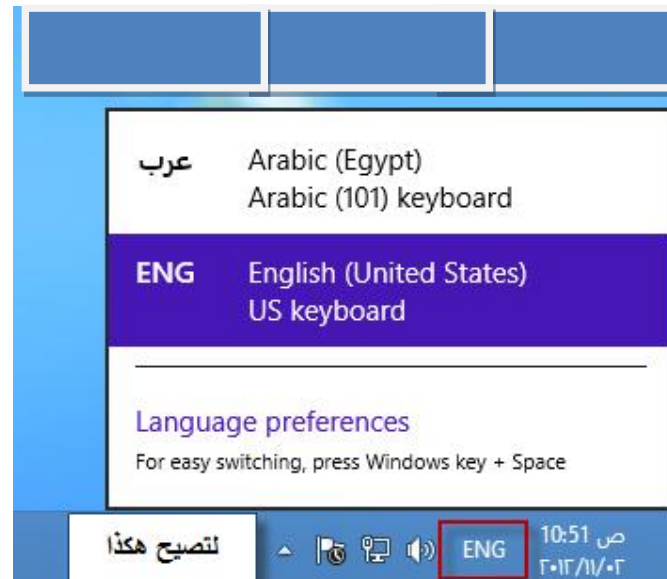 عرب Arabic (Egypt)
Arabic (101) keyboard
ENG English (United States)
US keyboard
Language preferences
For easy switching, press Windows key + Space
لتصبح هكذا ENG 10:51 ص
٢٠١٢/١١/٠٢